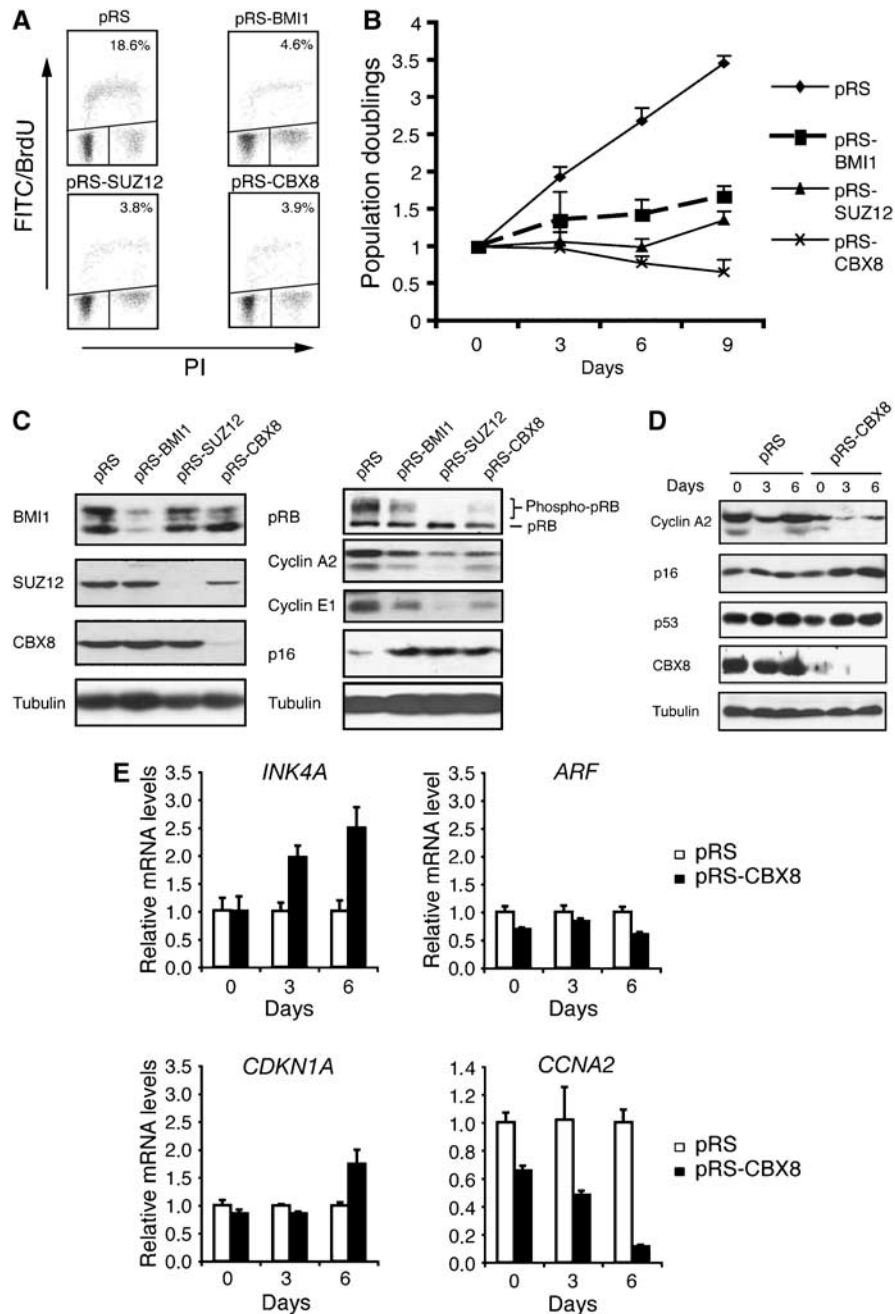 A
pRS
pRS-BMI1
18.6%
4.6%
pRS-SUZ12
pRS-CBX8
3.8%
3.9%
FITC/BrdU
PI
B
Population doublings
4
3.5
3
2.5
2
1.5
1
0.5
0
0 3 6 9
Days
pRS
pRS-
BMI1
pRS-
SUZ12
pRS-
CBX8
C
pRS
pRS-BMI1
pRS-SUZ12
pRS-CBX8
BMI1
SUZ12
CBX8
Tubulin
pRS
pRS-BMI1
pRS-SUZ12
pRS-CBX8
pRB
Phospho-pRB
pRB
Cyclin A2
Cyclin E1
p16
Tubulin
D
pRS pRS-CBX8
Days 0 3 6 0 3 6
Cyclin A2
p16
p53
CBX8
Tubulin
E
INK4A
Relative mRNA levels
3.5
3.0
2.5
2.0
1.5
1.0
0.5
0.0
0 3 6
Days
ARF
Relative mRNA level
3.5
3.0
2.5
2.0
1.5
1.0
0.5
0.0
0 3 6
Days
pRS
pRS-CBX8
CDKN1A
Relative mRNA levels
3.5
3.0
2.5
2.0
1.5
1.0
0.5
0.0
0 3 6
Days
CCNA2
Relative mRNA levels
1.4
1.2
1.0
0.8
0.6
0.4
0.2
0.0
0 3 6
Days
pRS
pRS-CBX8